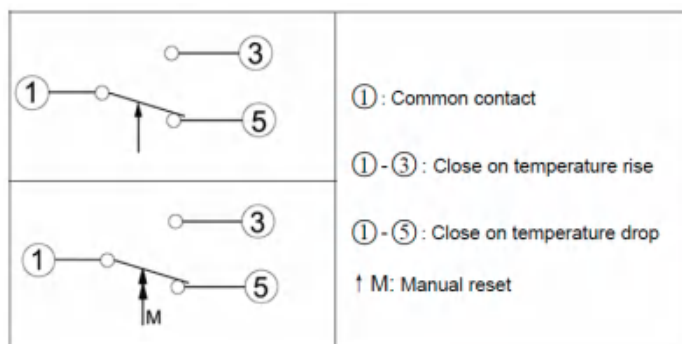 ③
①
⑤
③
①
⑤
M
①: Common contact
①-③: Close on temperature rise
①-⑤: Close on temperature drop
↑ M: Manual reset